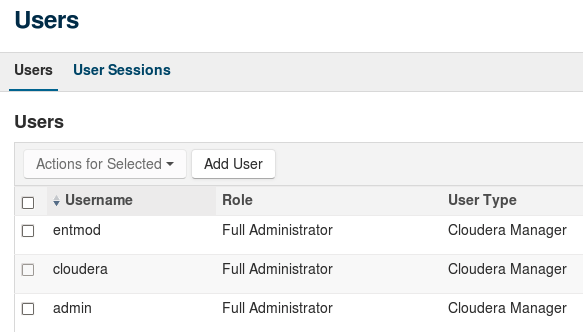 Users
Users User Sessions
Users
Actions for Selected Add User
Username Role User Type
entmod Full Administrator Cloudera Manager
cloudera Full Administrator Cloudera Manager
admin Full Administrator Cloudera Manager